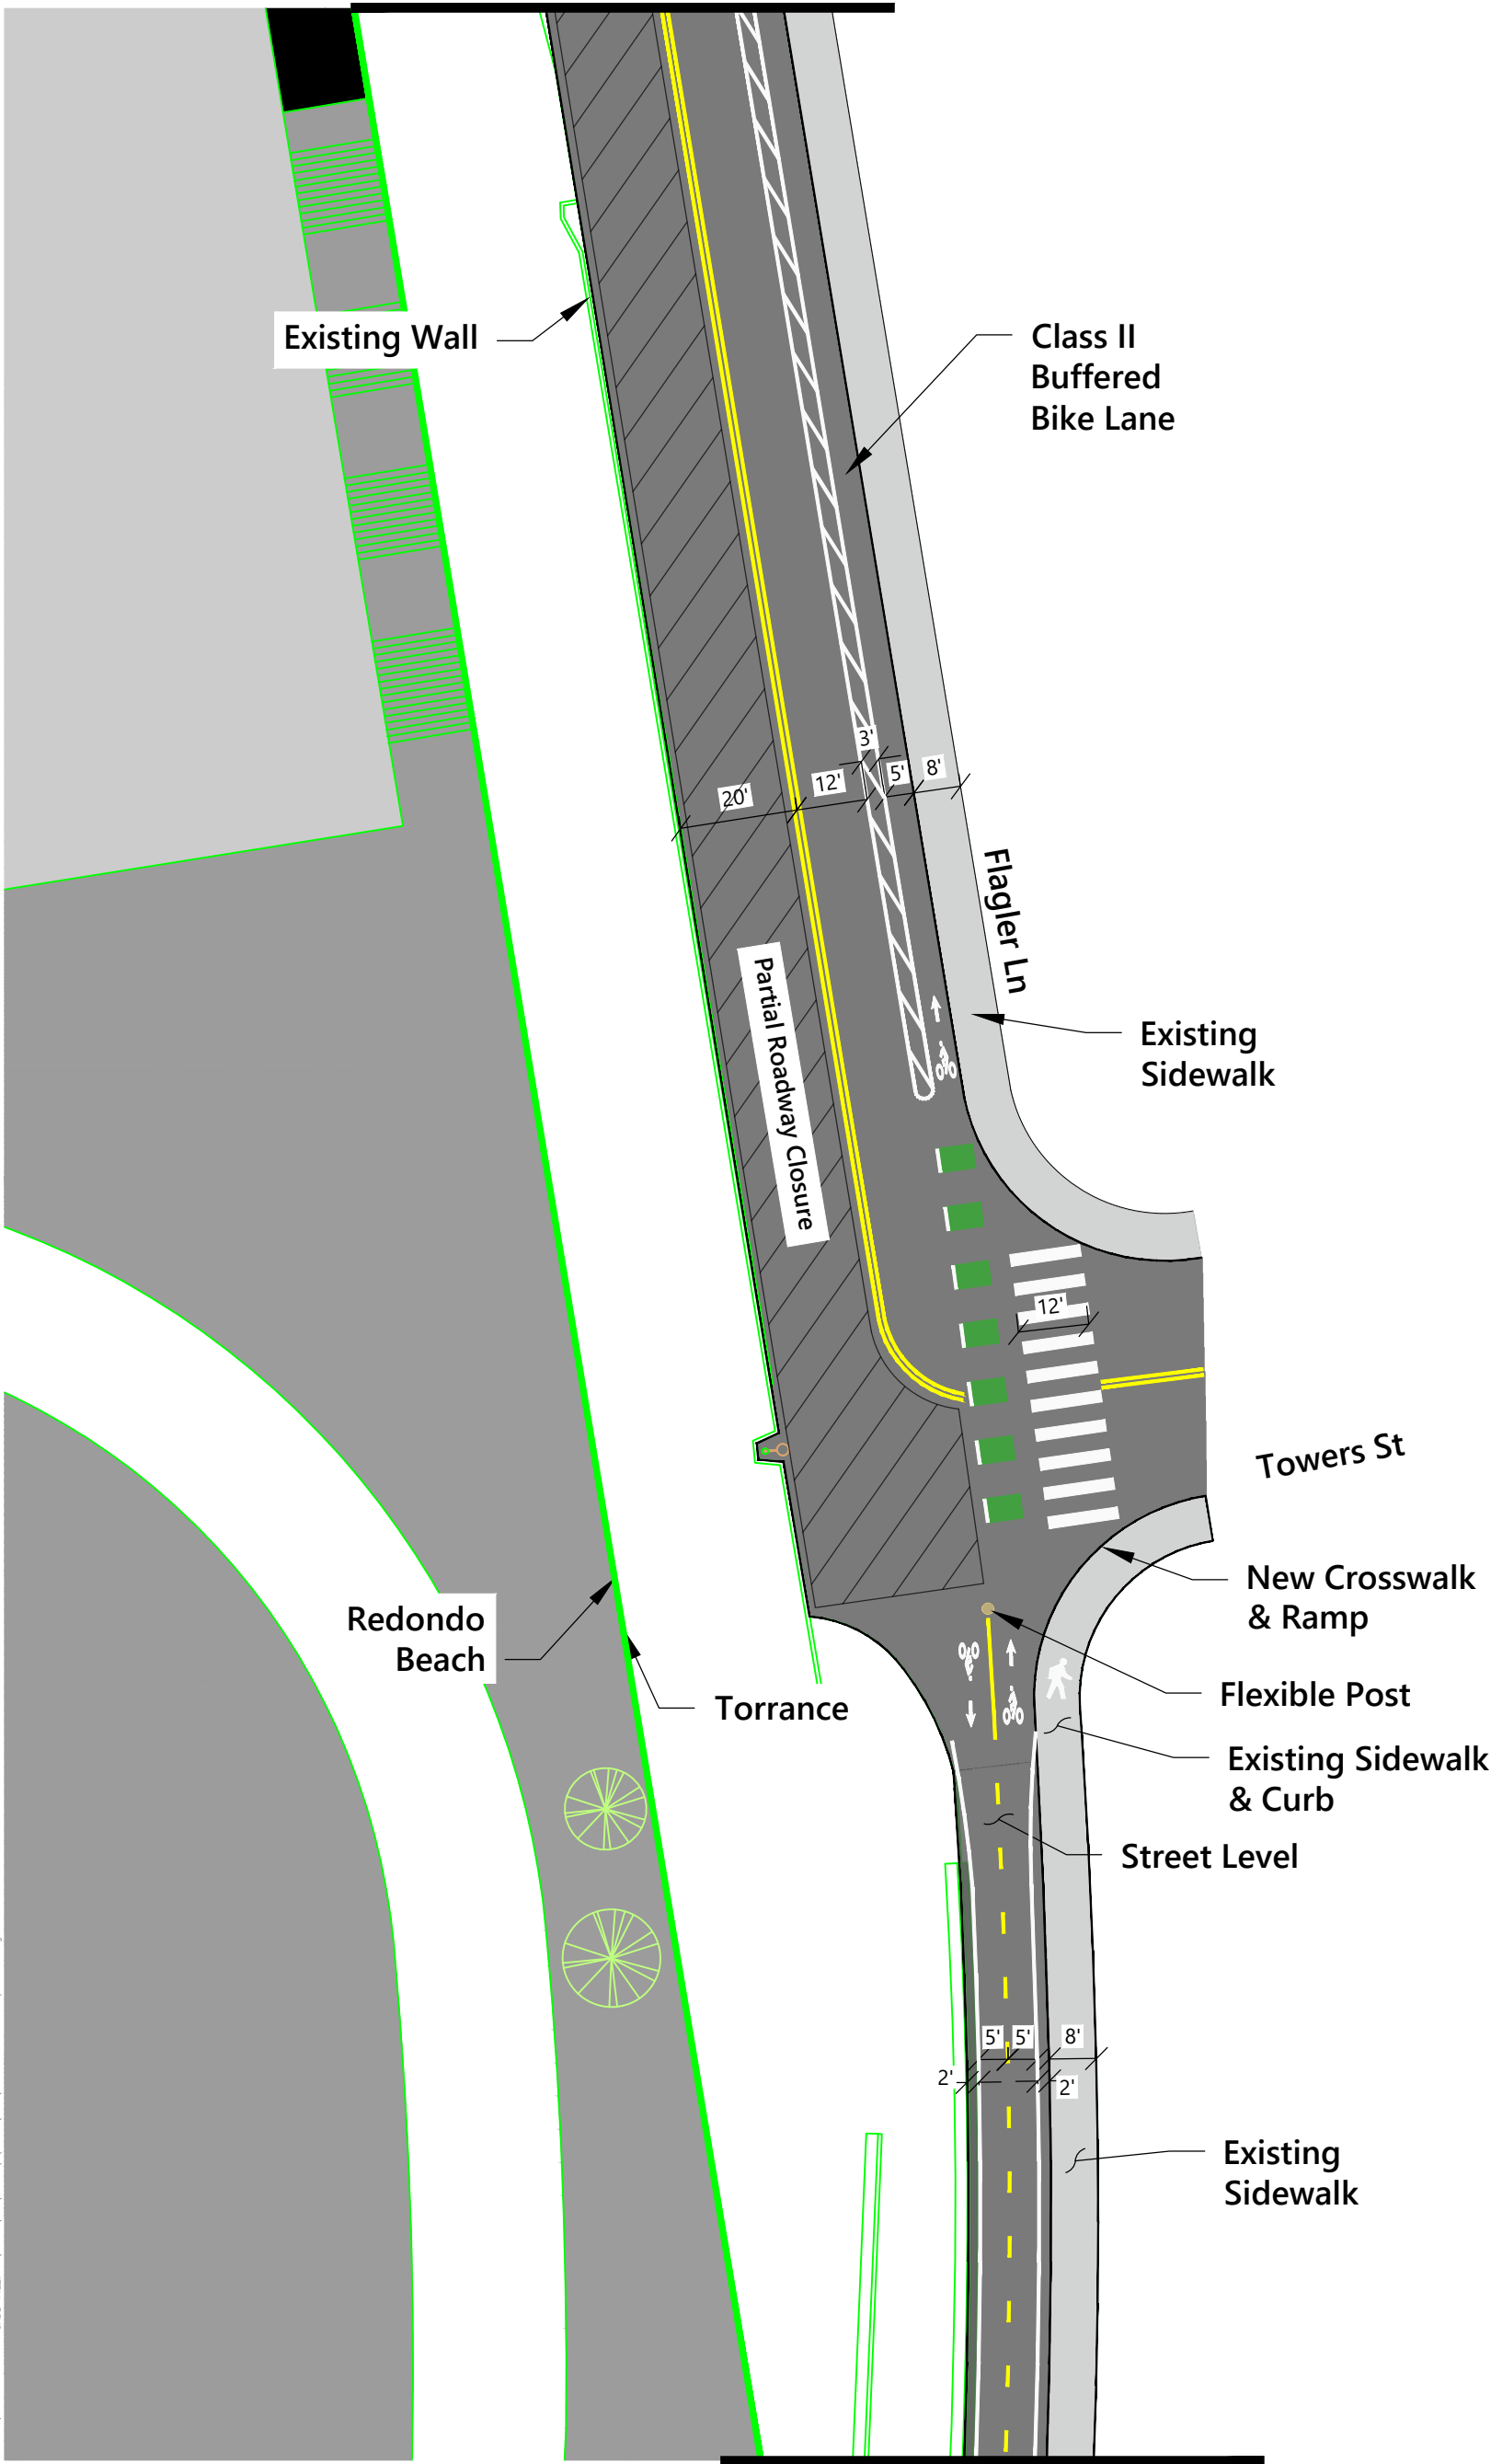 Existing Wall
Class II
Buffered
Bike Lane
3'
5'
8'
12'
20'
Flagler Ln
Partial Roadway Closure
Existing
Sidewalk
12'
Towers St
New Crosswalk
& Ramp
Redondo
Beach
Torrance
Flexible Post
Existing Sidewalk
& Curb
Street Level
5'
5'
8'
2'
2'
Existing
Sidewalk